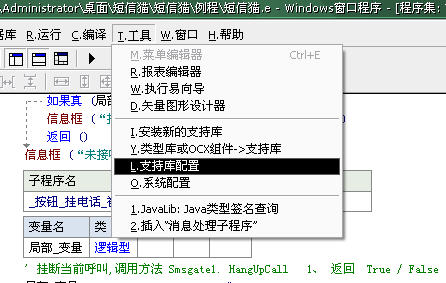 Administrator\桌面\短信猫\短信猫\例程\短信猫.e - Windows窗口程序 - [程序集:
R.运行 C.编译 T.工具 W.窗口 H.帮助
M.菜单编辑器 Ctrl+E
R.报表编辑器
W.执行易向导
D.矢量图形设计器
I.安装新的支持库
Y.类型库或OCX组件->支持库
L.支持库配置
O.系统配置
1.JavaLib: Java类型签名查询
2.插入"消息处理子程序"
如果真 (局部
信息框 (“
返回 ()
信息框 (“未接
子程序名
_按钮_挂电话_
变量名 类
局部_变量 逻辑型
' 挂断当前呼叫,调用方法 Smsgate1. HangUpCall 1、 返回 True / False